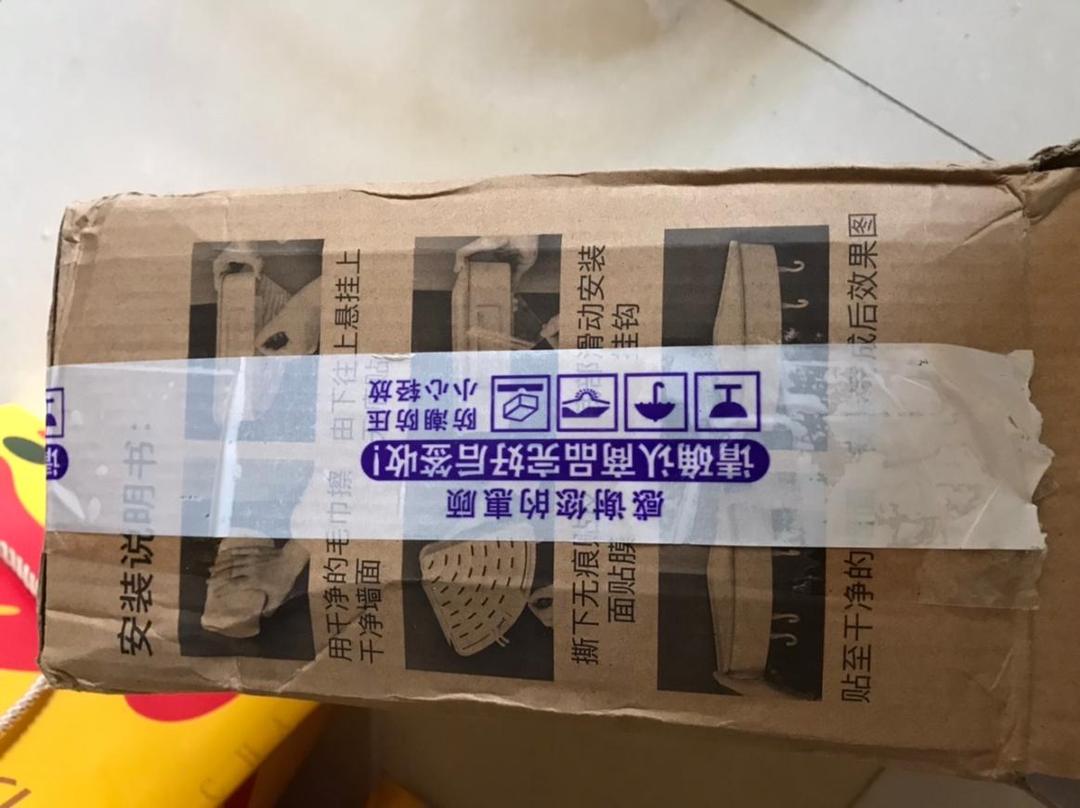 安装说明书：
用干净的毛巾擦
干净墙面
由下往上悬挂上
撕下无痕
面贴膜
部滑动安装
挂钩
贴至干净的
成后效果图
感谢您的惠顾
请确认商品完好后签收！
防潮防压
小心轻放
请